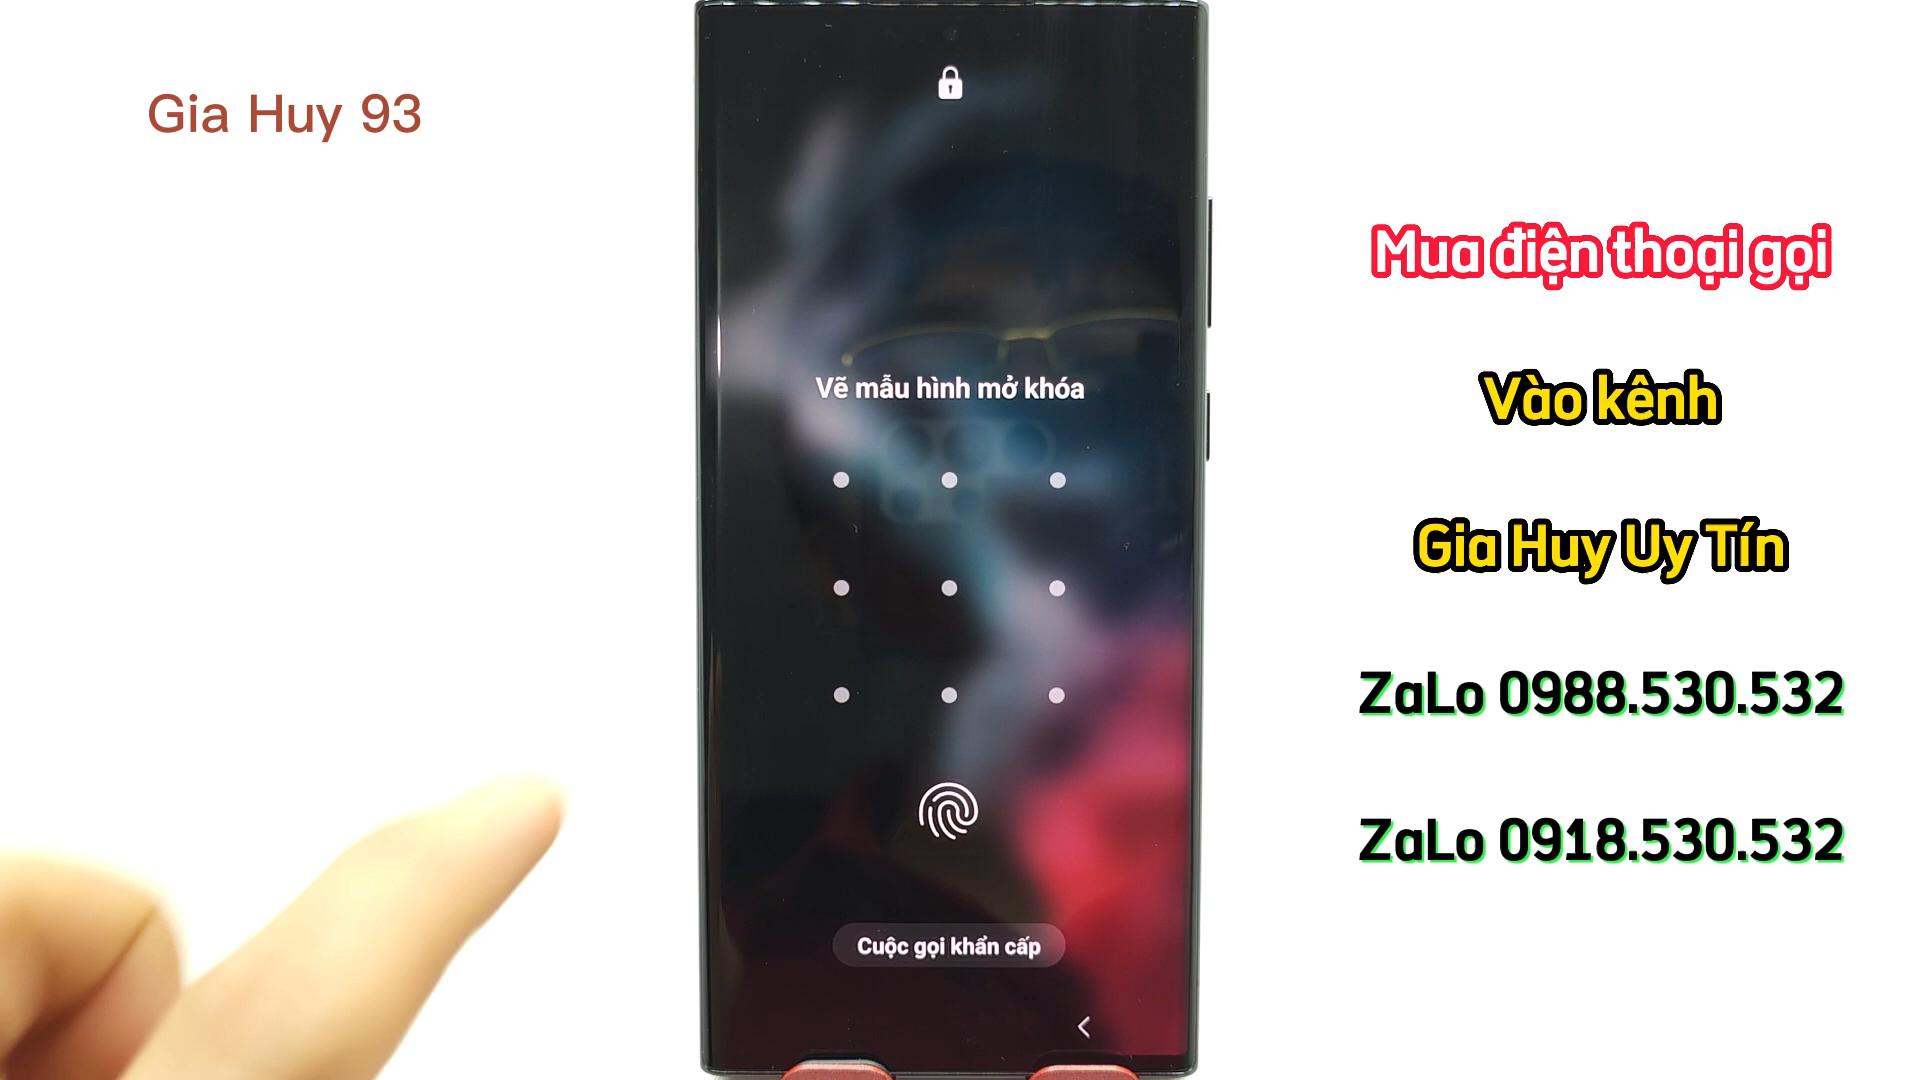 Gia Huy 93
Vẽ mẫu hình mở khóa
Cuộc gọi khẩn cấp
Mua điện thoại gọi
Vào kênh
Gia Huy Uy Tín
ZaLo 0988.530.532
ZaLo 0918.530.532